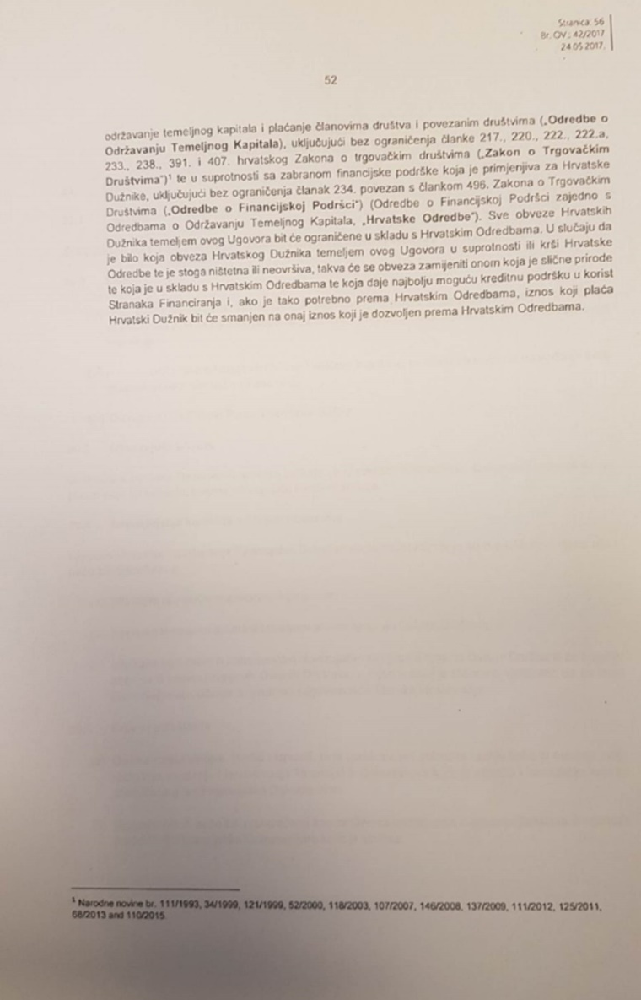 Stranica: 56
Br. OV.: 42/2017
24.05.2017.
52
održavanje temeljnog kapitala i plaćanje članovima društva i povezanim društvima („Odredbe o
Održavanju Temeljnog Kapitala), uključujući bez ograničenja članke 217., 220., 222., 222.a,
233., 238., 391. i 407. hrvatskog Zakona o trgovačkim društvima („Zakon o Trgovačkim
Društvima“)¹ te u suprotnosti sa zabranom financijske podrške koja je primjenjiva za Hrvatske
Dužnike, uključujući bez ograničenja članak 234. povezan s člankom 496. Zakona o Trgovačkim
Društvima („Odredbe o Financijskoj Podršci“) (Odredbe o Financijskoj Podršci zajedno s
Odredbama o Održavanju Temeljnog Kapitala, „Hrvatske Odredbe“). Sve obveze Hrvatskih
Dužnika temeljem ovog Ugovora bit će ograničene u skladu s Hrvatskim Odredbama. U slučaju da
je bilo koja obveza Hrvatskog Dužnika temeljem ovog Ugovora u suprotnosti ili krši Hrvatske
Odredbe te je stoga ništetna ili neovršiva, takva će se obveza zamijeniti onom koja je slične prirode
te koja je u skladu s Hrvatskim Odredbama te koja daje najbolju moguću kreditnu podršku u korist
Stranaka Financiranja i, ako je tako potrebno prema Hrvatskim Odredbama, iznos koji plaća
Hrvatski Dužnik bit će smanjen na onaj iznos koji je dozvoljen prema Hrvatskim Odredbama.
¹ Narodne novine br. 111/1993, 34/1999, 121/1999, 52/2000, 118/2003, 107/2007, 146/2008, 137/2009, 111/2012, 125/2011,
68/2013 and 110/2015.